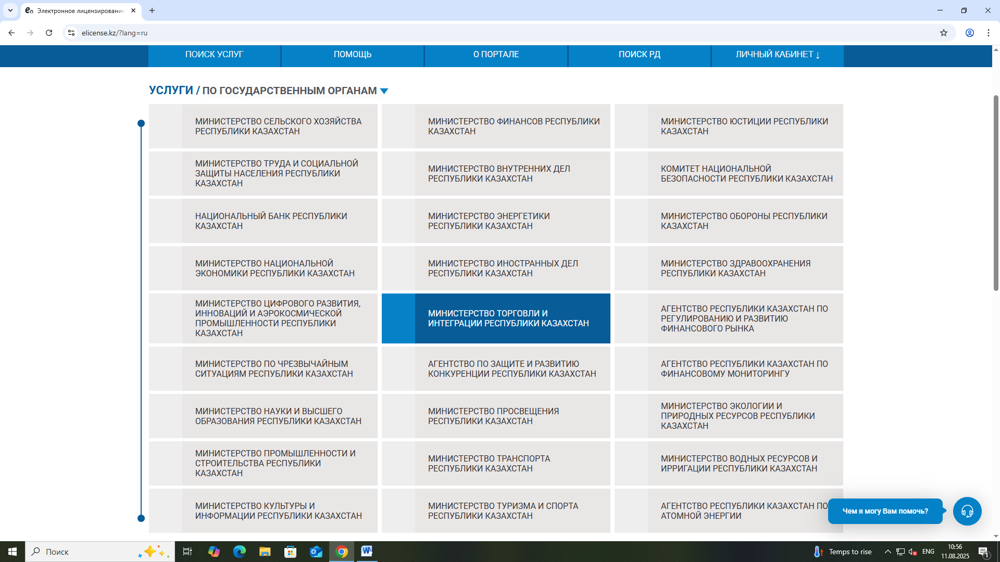 Электронное лицензирование
elicense.kz/?lang=ru
ПОИСК УСЛУГ
ПОМОЩЬ
О ПОРТАЛЕ
ПОИСК РД
ЛИЧНЫЙ КАБИНЕТ ↓
УСЛУГИ / ПО ГОСУДАРСТВЕННЫМ ОРГАНАМ
МИНИСТЕРСТВО СЕЛЬСКОГО ХОЗЯЙСТВА
РЕСПУБЛИКИ КАЗАХСТАН
МИНИСТЕРСТВО ФИНАНСОВ РЕСПУБЛИКИ
КАЗАХСТАН
МИНИСТЕРСТВО ЮСТИЦИИ РЕСПУБЛИКИ
КАЗАХСТАН
МИНИСТЕРСТВО ТРУДА И СОЦИАЛЬНОЙ
ЗАЩИТЫ НАСЕЛЕНИЯ РЕСПУБЛИКИ
КАЗАХСТАН
МИНИСТЕРСТВО ВНУТРЕННИХ ДЕЛ
РЕСПУБЛИКИ КАЗАХСТАН
КОМИТЕТ НАЦИОНАЛЬНОЙ
БЕЗОПАСНОСТИ РЕСПУБЛИКИ КАЗАХСТАН
НАЦИОНАЛЬНЫЙ БАНК РЕСПУБЛИКИ
КАЗАХСТАН
МИНИСТЕРСТВО ЭНЕРГЕТИКИ
РЕСПУБЛИКИ КАЗАХСТАН
МИНИСТЕРСТВО ОБОРОНЫ РЕСПУБЛИКИ
КАЗАХСТАН
МИНИСТЕРСТВО НАЦИОНАЛЬНОЙ
ЭКОНОМИКИ РЕСПУБЛИКИ КАЗАХСТАН
МИНИСТЕРСТВО ИНОСТРАННЫХ ДЕЛ
РЕСПУБЛИКИ КАЗАХСТАН
МИНИСТЕРСТВО ЗДРАВООХРАНЕНИЯ
РЕСПУБЛИКИ КАЗАХСТАН
МИНИСТЕРСТВО ЦИФРОВОГО РАЗВИТИЯ,
ИННОВАЦИЙ И АЭРОКОСМИЧЕСКОЙ
ПРОМЫШЛЕННОСТИ РЕСПУБЛИКИ
КАЗАХСТАН
МИНИСТЕРСТВО ТОРГОВЛИ И
ИНТЕГРАЦИИ РЕСПУБЛИКИ КАЗАХСТАН
АГЕНТСТВО РЕСПУБЛИКИ КАЗАХСТАН ПО
РЕГУЛИРОВАНИЮ И РАЗВИТИЮ
ФИНАНСОВОГО РЫНКА
МИНИСТЕРСТВО ПО ЧРЕЗВЫЧАЙНЫМ
СИТУАЦИЯМ РЕСПУБЛИКИ КАЗАХСТАН
АГЕНТСТВО ПО ЗАЩИТЕ И РАЗВИТИЮ
КОНКУРЕНЦИИ РЕСПУБЛИКИ КАЗАХСТАН
АГЕНТСТВО РЕСПУБЛИКИ КАЗАХСТАН ПО
ФИНАНСОВОМУ МОНИТОРИНГУ
МИНИСТЕРСТВО НАУКИ И ВЫСШЕГО
ОБРАЗОВАНИЯ РЕСПУБЛИКИ КАЗАХСТАН
МИНИСТЕРСТВО ПРОСВЕЩЕНИЯ
РЕСПУБЛИКИ КАЗАХСТАН
МИНИСТЕРСТВО ЭКОЛОГИИ И
ПРИРОДНЫХ РЕСУРСОВ РЕСПУБЛИКИ
КАЗАХСТАН
МИНИСТЕРСТВО ПРОМЫШЛЕННОСТИ И
СТРОИТЕЛЬСТВА РЕСПУБЛИКИ
КАЗАХСТАН
МИНИСТЕРСТВО ТРАНСПОРТА
РЕСПУБЛИКИ КАЗАХСТАН
МИНИСТЕРСТВО ВОДНЫХ РЕСУРСОВ И
ИРРИГАЦИИ РЕСПУБЛИКИ КАЗАХСТАН
МИНИСТЕРСТВО КУЛЬТУРЫ И
ИНФОРМАЦИИ РЕСПУБЛИКИ КАЗАХСТАН
МИНИСТЕРСТВО ТУРИЗМА И СПОРТА
РЕСПУБЛИКИ КАЗАХСТАН
АГЕНТСТВО РЕСПУБЛИКИ КАЗАХСТАН ПО
АТОМНОЙ ЭНЕРГИИ
Чем я могу Вам помочь?
Поиск
Temps to rise
ENG
10:56
11.08.2025
1